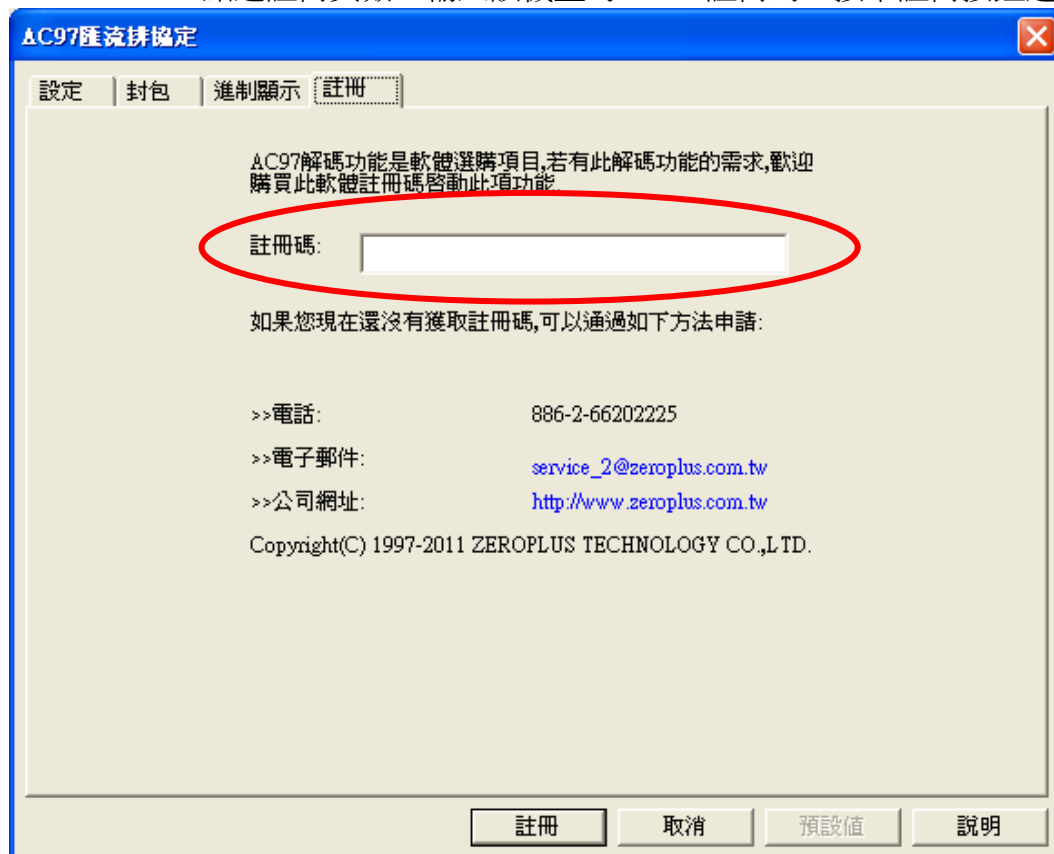 AC97匯流排協定
設定 封包 進制顯示 註冊
AC97解碼功能是軟體選購項目,若有此解碼功能的需求,歡迎
購買此軟體註冊碼啓動此項功能.
註冊碼:
如果您現在還沒有獲取註冊碼,可以通過如下方法申請:
>>電話: 886-2-66202225
>>電子郵件: service_2@zeroplus.com.tw
>>公司網址: http://www.zeroplus.com.tw
Copyright(C) 1997-2011 ZEROPLUS TECHNOLOGY CO.,LTD.
註冊 取消 預設值 說明